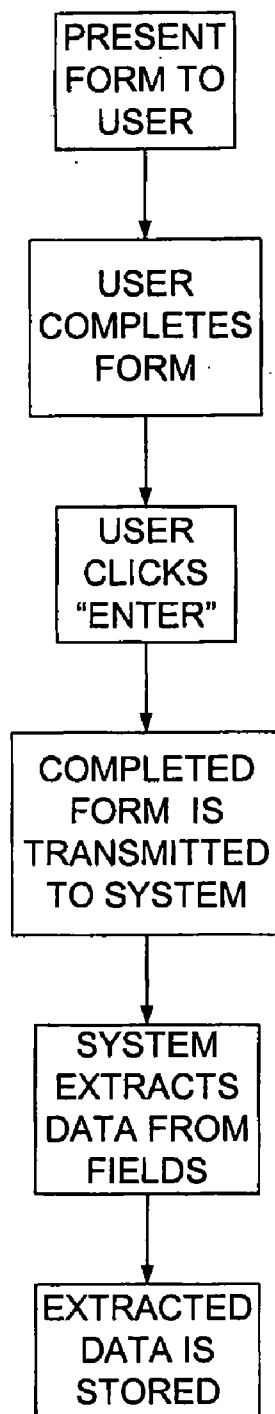 PRESENT
FORM TO
USER
USER
COMPLETES
FORM
USER
CLICKS
“ENTER”
COMPLETED
FORM IS
TRANSMITTED
TO SYSTEM
SYSTEM
EXTRACTS
DATA FROM
FIELDS
EXTRACTED
DATA IS
STORED